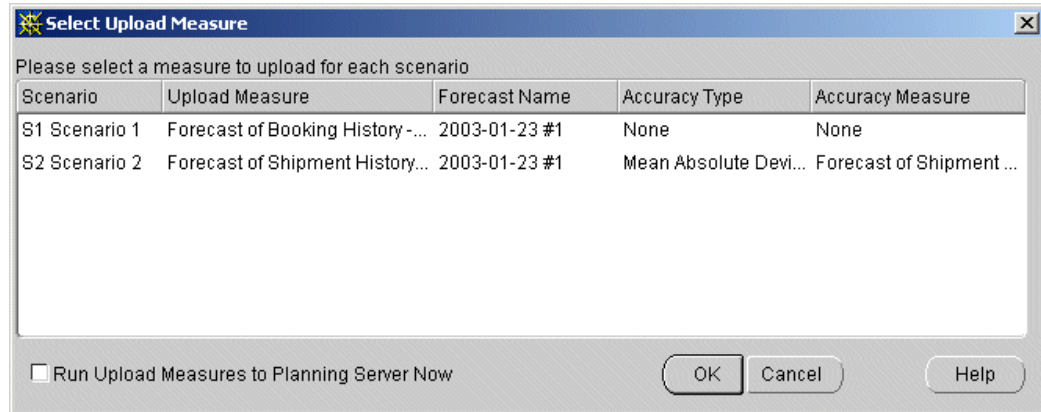 Select Upload Measure
Please select a measure to upload for each scenario
Scenario Upload Measure Forecast Name Accuracy Type Accuracy Measure
S1 Scenario 1 Forecast of Booking History -... 2003-01-23 #1 None None
S2 Scenario 2 Forecast of Shipment History... 2003-01-23 #1 Mean Absolute Devi... Forecast of Shipment ...
Run Upload Measures to Planning Server Now OK Cancel Help